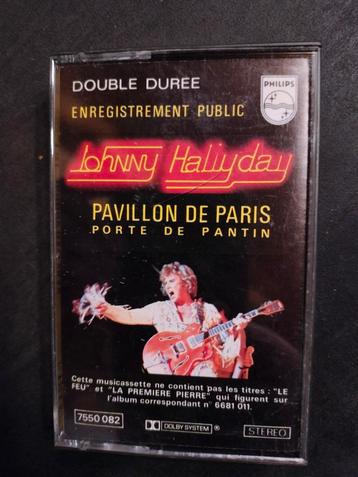 DOUBLE DUREE
PHILIPS
ENREGISTREMENT PUBLIC
Johnny Hallyday
PAVILLON DE PARIS
PORTE DE PANTIN
Cette musicassette ne contient pas les titres : "LE
FEU" et "LA PREMIERE PIERRE" qui figurent sur
l'album correspondant n° 6681 011.
7550 082
DOLBY SYSTEM ®
STEREO